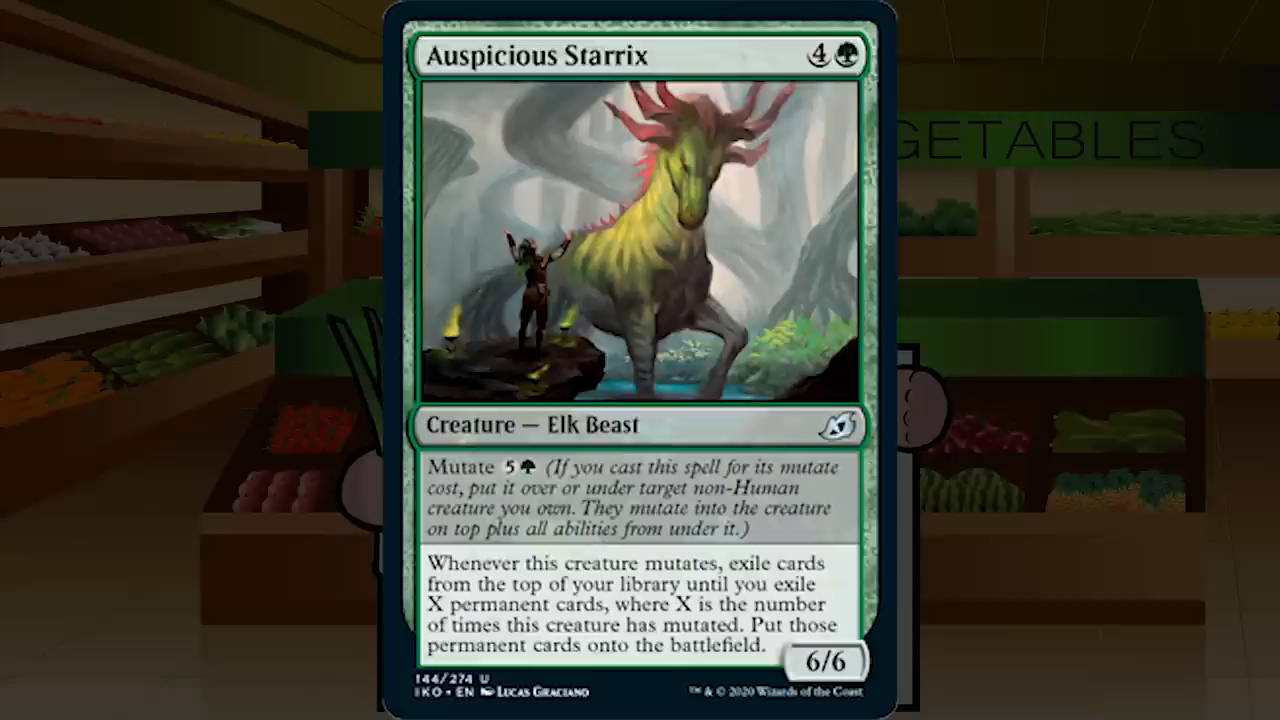 Auspicious Starrix
4
GETABLES
Creature — Elk Beast
Mutate 5 (If you cast this spell for its mutate
cost, put it over or under target non-Human
creature you own. They mutate into the creature
on top plus all abilities from under it.)
Whenever this creature mutates, exile cards
from the top of your library until you exile
X permanent cards, where X is the number
of times this creature has mutated. Put those
permanent cards onto the battlefield.
6/6
144/274 U
IKO • EN Lucas Graciano
™ & © 2020 Wizards of the Coast